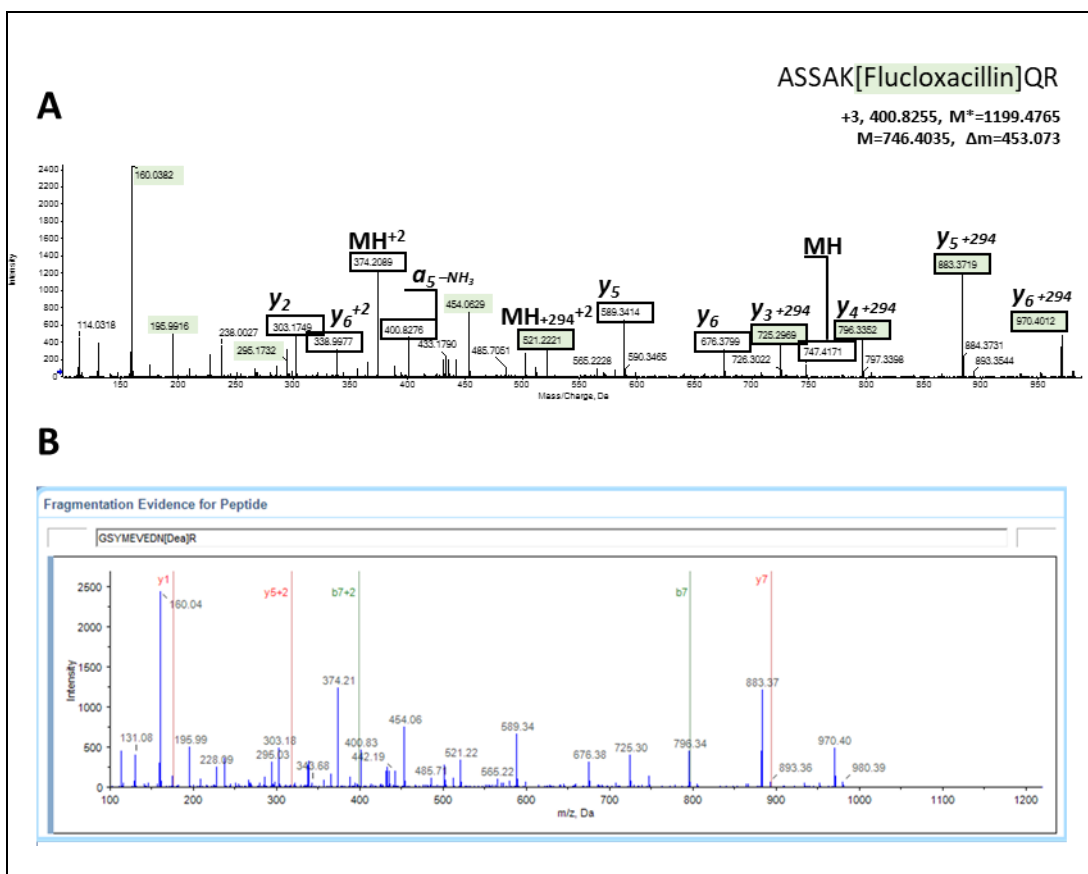 ASSAK[Flucloxacillin]QR
A
+3, 400.8255, M*=1199.4765
M=746.4035, Δm=453.073
2400
2200
2000
1800
1600
1400
1200
1000
800
600
400
200
0
Intensity
160.0382
MH+2
374.2089
a5 –NH3
y5 +294
883.3719
MH
y2
303.1749
y6+2
338.9977
400.8276
454.0629
y5
589.3414
MH+294+2
521.2221
y6
676.3799
y3+294
725.2969
y4+294
796.3352
y6+294
970.4012
114.0318
195.9916
238.0027
295.1732
433.1790
485.7051
565.2228
590.3465
726.3022
747.4171
797.3398
884.3731
893.3544
150 200 250 300 350 400 450 500 550 600 650 700 750 800 850 900 950
Mass/Charge, Da
B
Fragmentation Evidence for Peptide
GSYMEVEDN[Dea]R
y1 y5+2 b7+2 b7 y7
2500
2000
1500
1000
500
0
Intensity
160.04
374.21
883.37
131.08
195.99
228.09
303.18
295.03
343.68
400.83
442.19
454.06
485.71
521.22
565.22
589.34
676.38
725.30
796.34
893.36
970.40
980.39
100 200 300 400 500 600 700 800 900 1000 1100 1200
m/z, Da